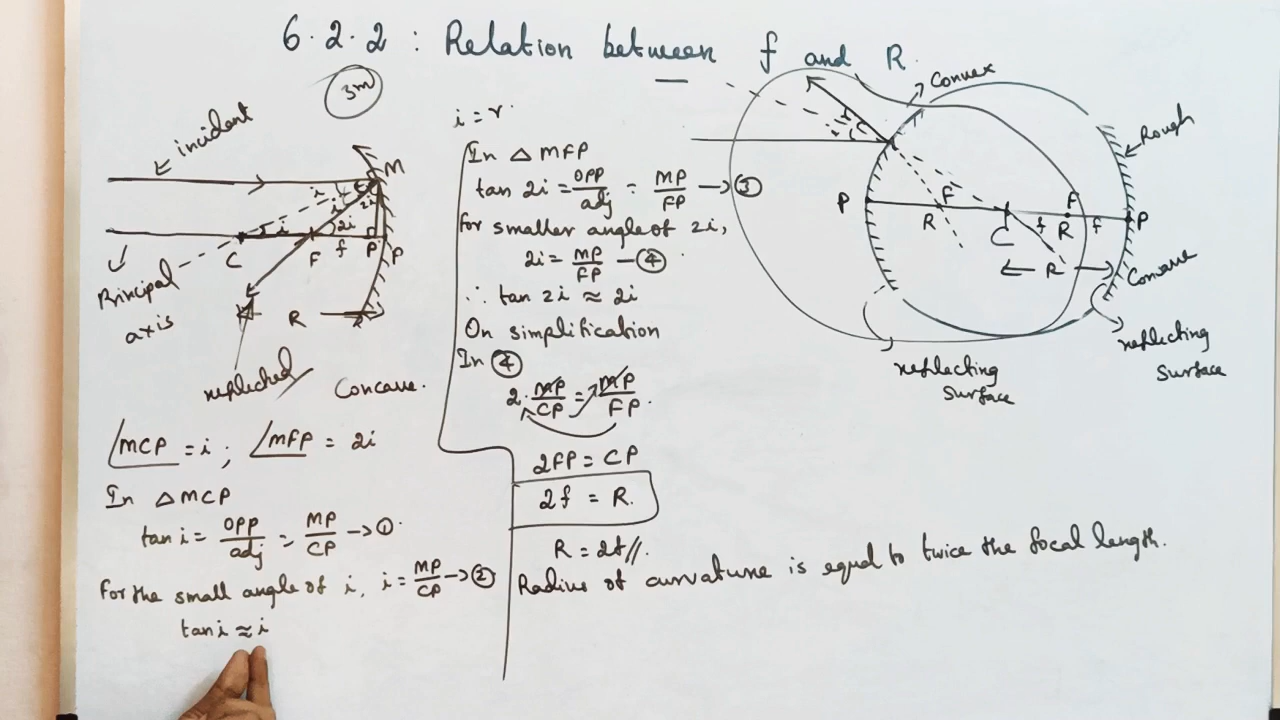 6.2.2 : Relation between f and R.
3m
incident
M
i
i
i
2i
i
2i
C
F
f
P'
P
Principal
axis
R
reflected
Concave.
∠MCP = i ; ∠MFP = 2i
In △MCP
tan i = opp/adj = MP/CP → ①
For the small angle of i, i = MP/CP → ②
tan i ≈ i
i = r
In △MFP
tan 2i = opp/adj = MP/FP → ③
For smaller angle of 2i,
2i = MP/FP — ④
∴ tan 2i ≈ 2i
On simplification
In ④
2 · MP/CP = MP/FP.
2FP = CP
2f = R.
R = 2f//.
Radius of curvature is equal to twice the focal length.
Convex
Rough
i
P
F
R
C
F
f
R
f
P
R
Concave
reflecting
surface
reflecting
surface